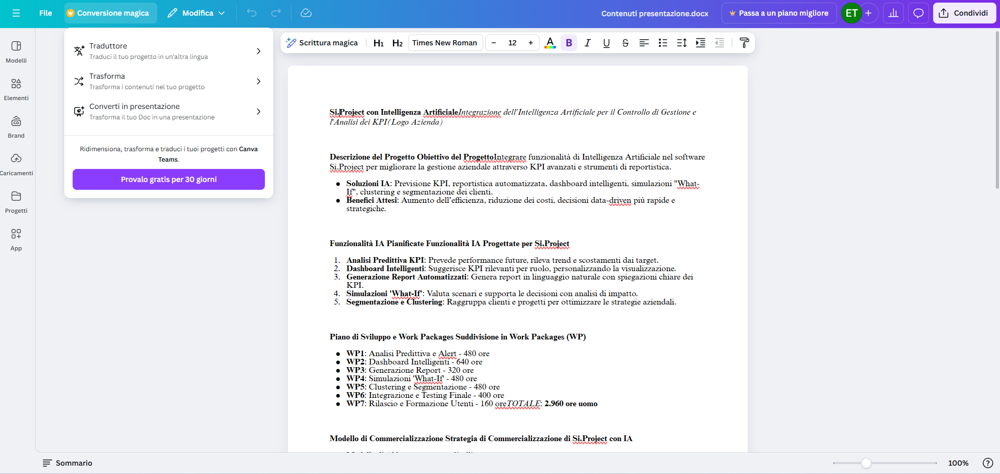 File
Conversione magica
Modifica
Contenuti presentazione.docx
Passa a un piano migliore
ET
Condividi
Modelli
Elementi
Brand
Caricamenti
Progetti
App
Traduttore
Traduci il tuo progetto in un'altra lingua
Trasforma
Trasforma i contenuti nel tuo progetto
Converti in presentazione
Trasforma il tuo Doc in una presentazione
Ridimensiona, trasforma e traduci i tuoi progetti con Canva
Teams.
Provalo gratis per 30 giorni
Scrittura magica
H1
H2
Times New Roman
− 12 +
A
B
I
U
S
Si.Project con Intelligenza ArtificialeIntegrazione dell'Intelligenza Artificiale per il Controllo di Gestione e
l'Analisi dei KPI(Logo Azienda)
Descrizione del Progetto Obiettivo del ProgettoIntegrare funzionalità di Intelligenza Artificiale nel software
Si.Project per migliorare la gestione aziendale attraverso KPI avanzati e strumenti di reportistica.
● Soluzioni IA: Previsione KPI, reportistica automatizzata, dashboard intelligenti, simulazioni "What-
If", clustering e segmentazione dei clienti.
● Benefici Attesi: Aumento dell'efficienza, riduzione dei costi, decisioni data-driven più rapide e
strategiche.
Funzionalità IA Pianificate Funzionalità IA Progettate per Si.Project
1. Analisi Predittiva KPI: Prevede performance future, rileva trend e scostamenti dai target.
2. Dashboard Intelligenti: Suggerisce KPI rilevanti per ruolo, personalizzando la visualizzazione.
3. Generazione Report Automatizzati: Genera report in linguaggio naturale con spiegazioni chiare dei
KPI.
4. Simulazioni 'What-If': Valuta scenari e supporta le decisioni con analisi di impatto.
5. Segmentazione e Clustering: Raggruppa clienti e progetti per ottimizzare le strategie aziendali.
Piano di Sviluppo e Work Packages Suddivisione in Work Packages (WP)
● WP1: Analisi Predittiva e Alert - 480 ore
● WP2: Dashboard Intelligenti - 640 ore
● WP3: Generazione Report - 320 ore
● WP4: Simulazioni 'What-If' - 480 ore
● WP5: Clustering e Segmentazione - 480 ore
● WP6: Integrazione e Testing Finale - 400 ore
● WP7: Rilascio e Formazione Utenti - 160 oreTOTALE: 2.960 ore uomo
Modello di Commercializzazione Strategia di Commercializzazione di Si.Project con IA
Sommario
100%
?